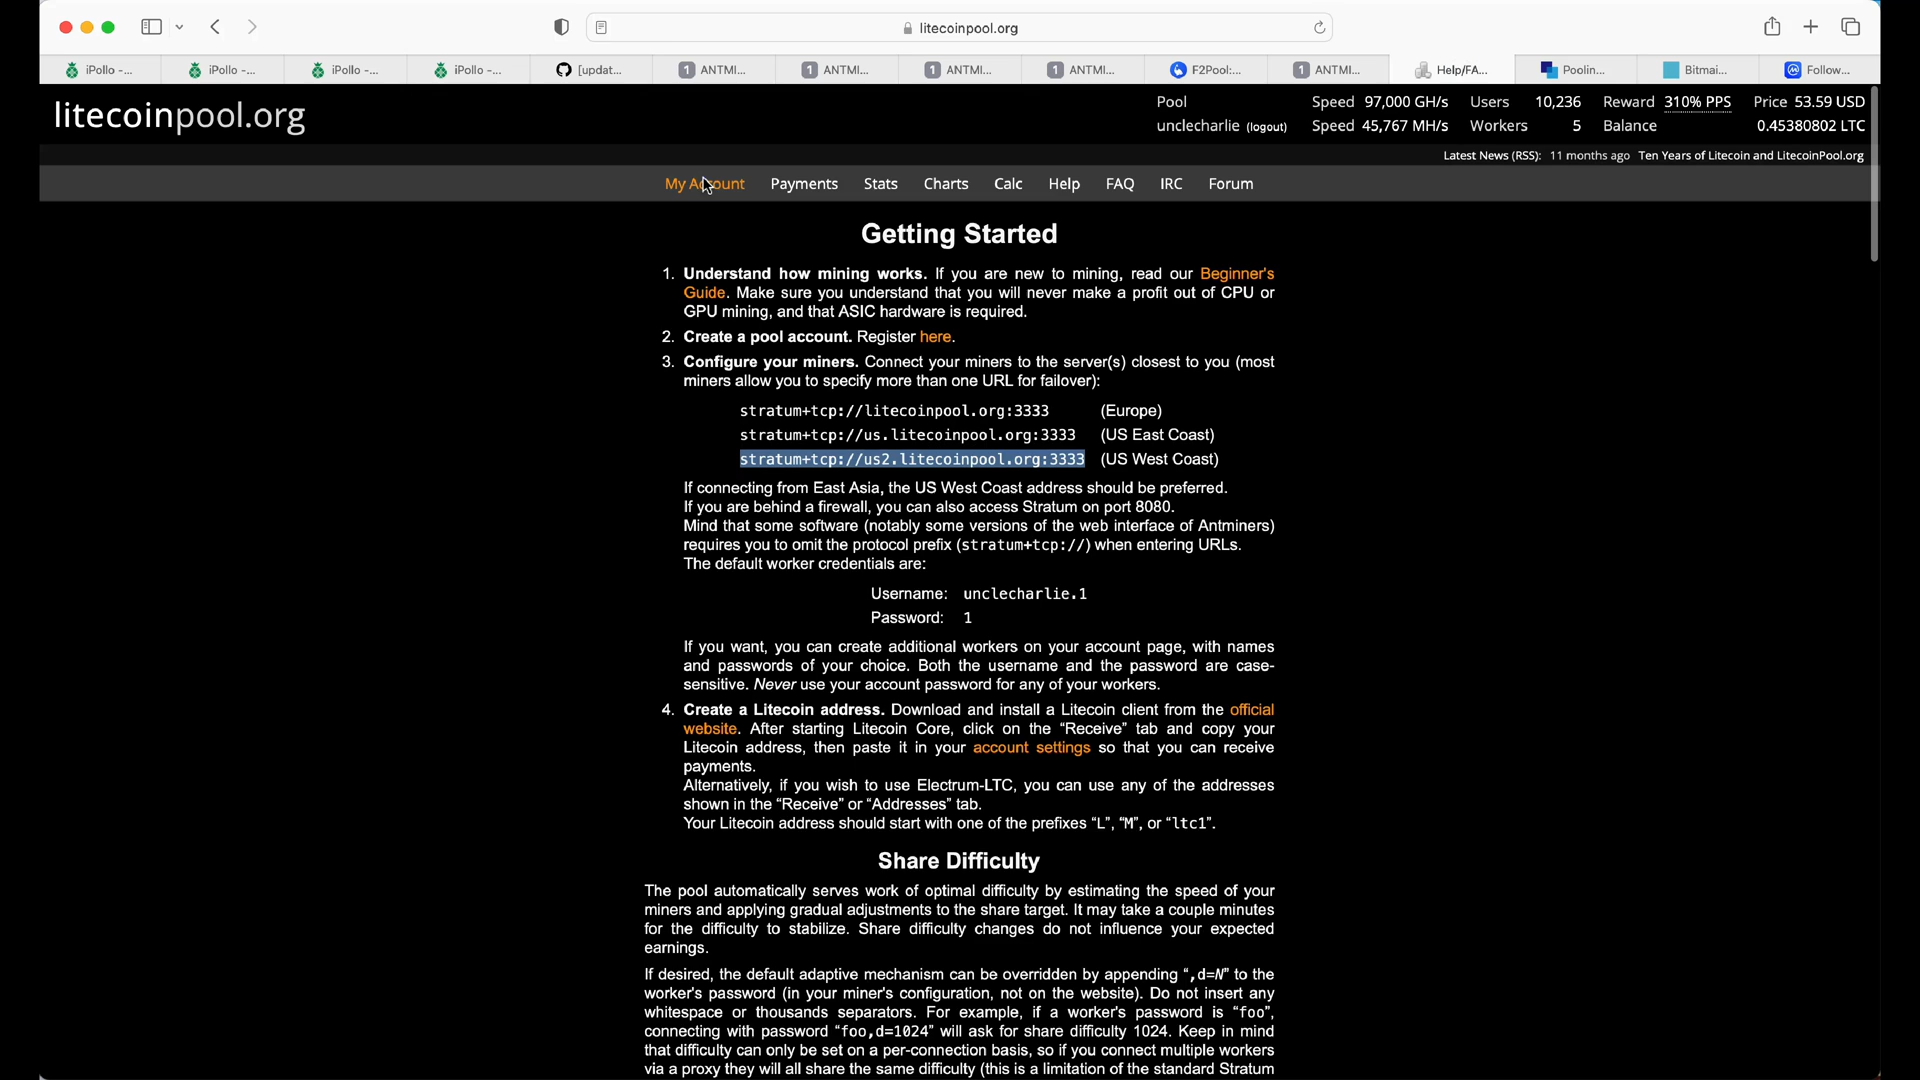 litecoinpool.org
iPollo -...
iPollo -...
iPollo -...
iPollo -...
[updat...
1 ANTMI...
1 ANTMI...
1 ANTMI...
1 ANTMI...
F2Pool:...
1 ANTMI...
Help/FA...
Poolin...
Bitmai...
Follow...
litecoinpool.org
Pool Speed 97,000 GH/s Users 10,236 Reward 310% PPS Price 53.59 USD
unclecharlie (logout) Speed 45,767 MH/s Workers 5 Balance 0.45380802 LTC
Latest News (RSS): 11 months ago Ten Years of Litecoin and LitecoinPool.org
My Account Payments Stats Charts Calc Help FAQ IRC Forum
Getting Started
1. Understand how mining works. If you are new to mining, read our Beginner's
Guide. Make sure you understand that you will never make a profit out of CPU or
GPU mining, and that ASIC hardware is required.
2. Create a pool account. Register here.
3. Configure your miners. Connect your miners to the server(s) closest to you (most
miners allow you to specify more than one URL for failover):
stratum+tcp://litecoinpool.org:3333 (Europe)
stratum+tcp://us.litecoinpool.org:3333 (US East Coast)
stratum+tcp://us2.litecoinpool.org:3333 (US West Coast)
If connecting from East Asia, the US West Coast address should be preferred.
If you are behind a firewall, you can also access Stratum on port 8080.
Mind that some software (notably some versions of the web interface of Antminers)
requires you to omit the protocol prefix (stratum+tcp://) when entering URLs.
The default worker credentials are:
Username: unclecharlie.1
Password: 1
If you want, you can create additional workers on your account page, with names
and passwords of your choice. Both the username and the password are case-
sensitive. Never use your account password for any of your workers.
4. Create a Litecoin address. Download and install a Litecoin client from the official
website. After starting Litecoin Core, click on the “Receive” tab and copy your
Litecoin address, then paste it in your account settings so that you can receive
payments.
Alternatively, if you wish to use Electrum-LTC, you can use any of the addresses
shown in the “Receive” or “Addresses” tab.
Your Litecoin address should start with one of the prefixes “L”, “M”, or “ltc1”.
Share Difficulty
The pool automatically serves work of optimal difficulty by estimating the speed of your
miners and applying gradual adjustments to the share target. It may take a couple minutes
for the difficulty to stabilize. Share difficulty changes do not influence your expected
earnings.
If desired, the default adaptive mechanism can be overridden by appending “,d=N” to the
worker's password (in your miner's configuration, not on the website). Do not insert any
whitespace or thousands separators. For example, if a worker's password is “foo”,
connecting with password “foo,d=1024” will ask for share difficulty 1024. Keep in mind
that difficulty can only be set on a per-connection basis, so if you connect multiple workers
via a proxy they will all share the same difficulty (this is a limitation of the standard Stratum